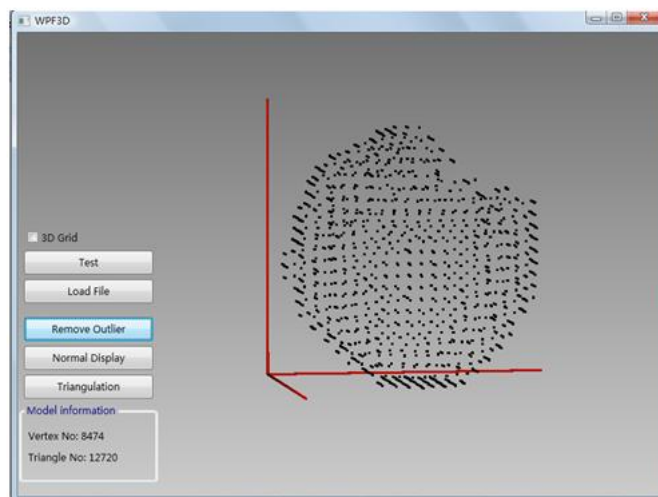 WPF3D
3D Grid
Test
Load File
Remove Outlier
Normal Display
Triangulation
Model information
Vertex No: 8474
Triangle No: 12720